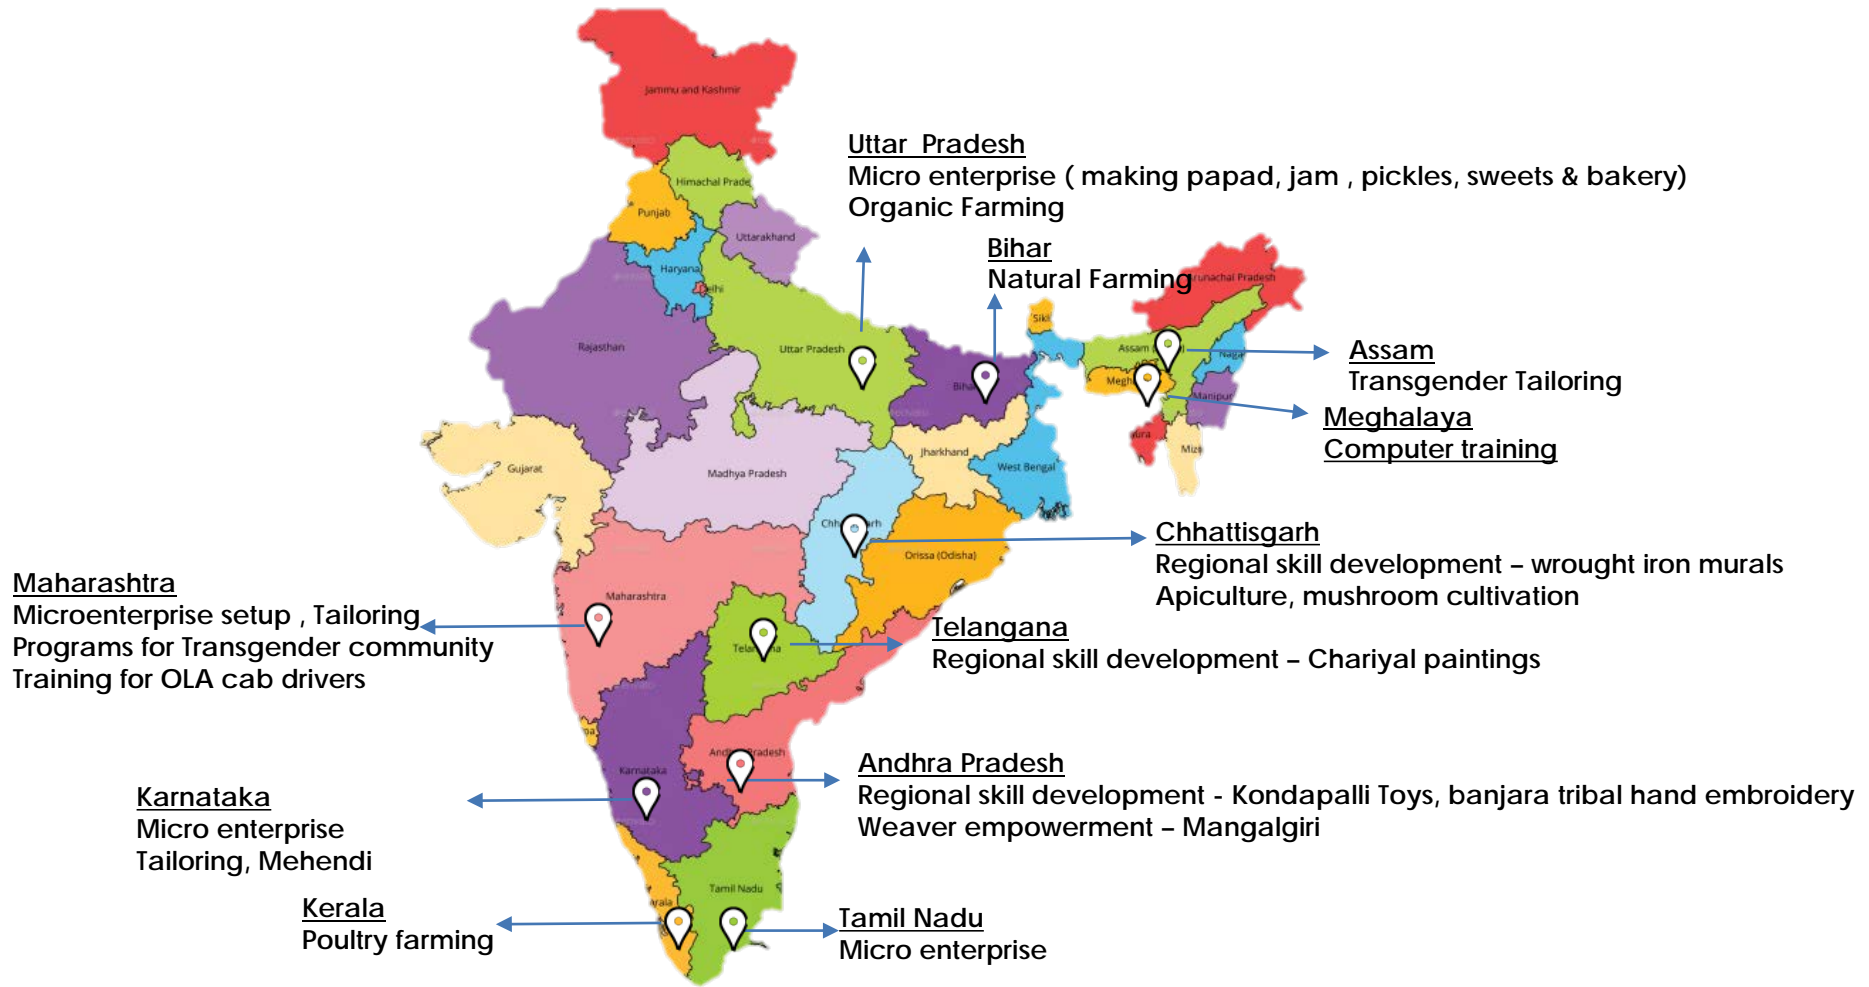 Jammu and Kashmir
Himachal Prade
Punjab
Uttarakhand
Haryana
Rajasthan
Uttar Pradesh
Gujarat
Madhya Pradesh
Jharkhand
West Bengal
Orissa (Odisha)
Maharashtra
Karnataka
Tamil Nadu
Manipur
Uttar Pradesh
Micro enterprise ( making papad, jam , pickles, sweets & bakery)
Organic Farming
Bihar
Natural Farming
Assam
Transgender Tailoring
Meghalaya
Computer training
Chhattisgarh
Regional skill development – wrought iron murals
Apiculture, mushroom cultivation
Maharashtra
Microenterprise setup , Tailoring
Programs for Transgender community
Training for OLA cab drivers
Telangana
Regional skill development – Chariyal paintings
Andhra Pradesh
Regional skill development - Kondapalli Toys, banjara tribal hand embroidery
Weaver empowerment – Mangalgiri
Karnataka
Micro enterprise
Tailoring, Mehendi
Kerala
Poultry farming
Tamil Nadu
Micro enterprise